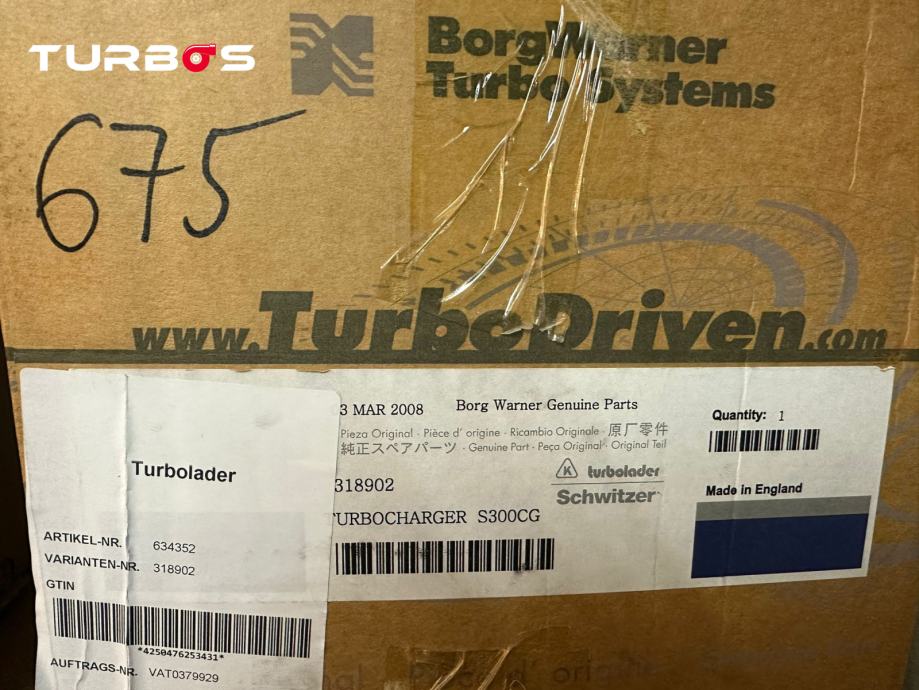 TURBOS
BorgWarner
Turbo Systems
675
www.TurboDriven.com
3 MAR 2008 Borg Warner Genuine Parts
Pieza Original · Pièce d' origine · Ricambio Originale · 原厂零件
純正スペアパーツ · Genuine Part · Peça Original · Original Teil
318902
K turbolader
Schwitzer
TURBOCHARGER S300CG
Quantity: 1
Made in England
Turbolader
ARTIKEL-NR. 634352
VARIANTEN-NR. 318902
GTIN
*4250476253431*
AUFTRAGS-NR. VAT0379929